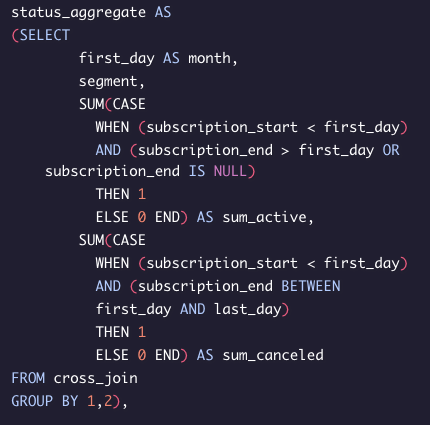 status_aggregate AS
(SELECT
first_day AS month,
segment,
SUM(CASE
WHEN (subscription_start < first_day)
AND (subscription_end > first_day OR
subscription_end IS NULL)
THEN 1
ELSE 0 END) AS sum_active,
SUM(CASE
WHEN (subscription_start < first_day)
AND (subscription_end BETWEEN
first_day AND last_day)
THEN 1
ELSE 0 END) AS sum_canceled
FROM cross_join
GROUP BY 1,2),